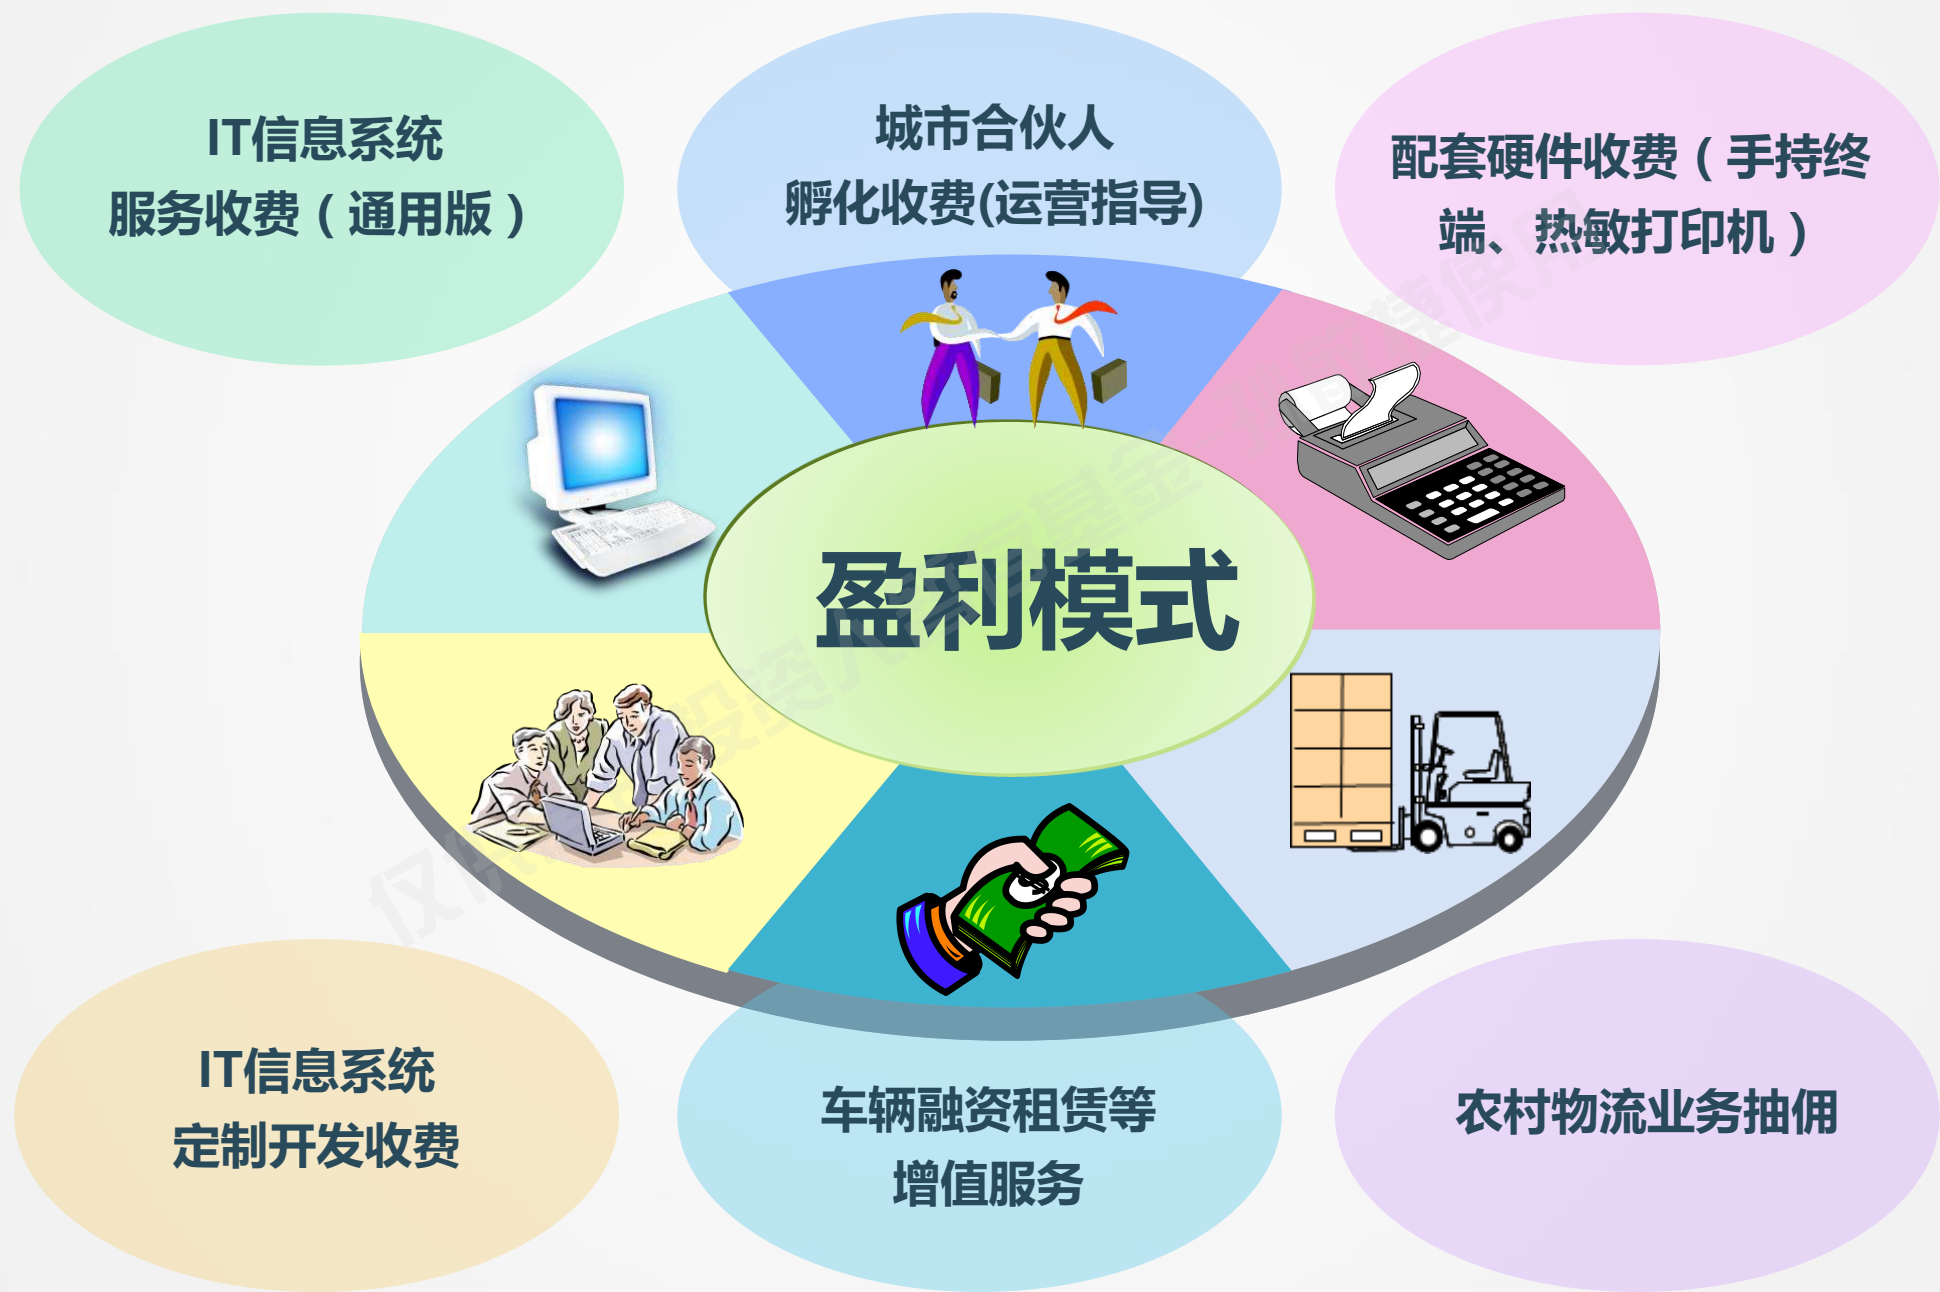 IT信息系统
服务收费（通用版）
城市合伙人
孵化收费(运营指导)
配套硬件收费（手持终
端、热敏打印机）
盈利模式
IT信息系统
定制开发收费
车辆融资租赁等
增值服务
农村物流业务抽佣